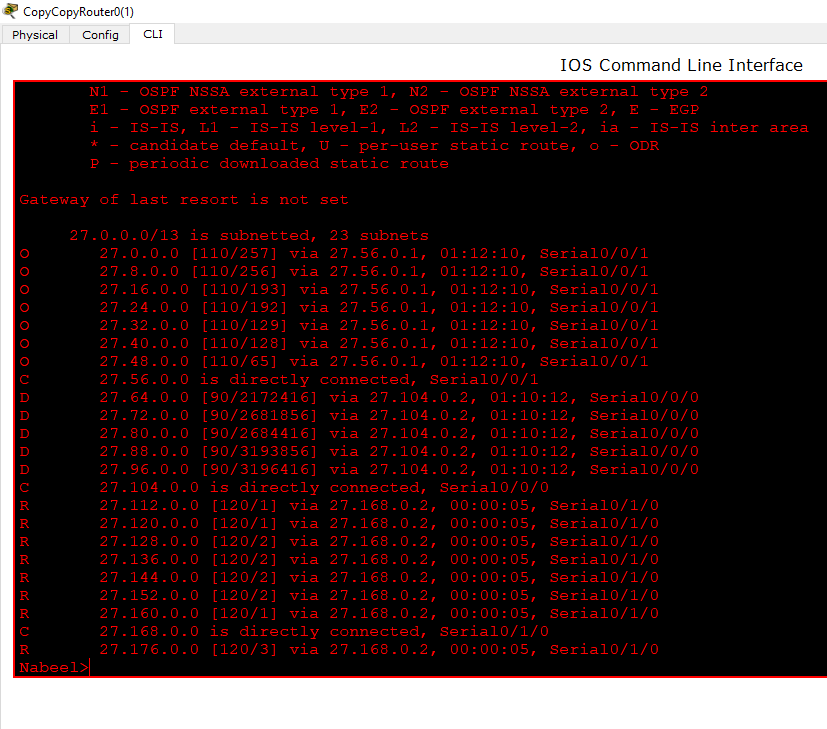 CopyCopyRouter0(1)
Physical Config CLI
IOS Command Line Interface
N1 - OSPF NSSA external type 1, N2 - OSPF NSSA external type 2
E1 - OSPF external type 1, E2 - OSPF external type 2, E - EGP
i - IS-IS, L1 - IS-IS level-1, L2 - IS-IS level-2, ia - IS-IS inter area
* - candidate default, U - per-user static route, o - ODR
P - periodic downloaded static route
Gateway of last resort is not set
27.0.0.0/13 is subnetted, 23 subnets
O 27.0.0.0 [110/257] via 27.56.0.1, 01:12:10, Serial0/0/1
O 27.8.0.0 [110/256] via 27.56.0.1, 01:12:10, Serial0/0/1
O 27.16.0.0 [110/193] via 27.56.0.1, 01:12:10, Serial0/0/1
O 27.24.0.0 [110/192] via 27.56.0.1, 01:12:10, Serial0/0/1
O 27.32.0.0 [110/129] via 27.56.0.1, 01:12:10, Serial0/0/1
O 27.40.0.0 [110/128] via 27.56.0.1, 01:12:10, Serial0/0/1
O 27.48.0.0 [110/65] via 27.56.0.1, 01:12:10, Serial0/0/1
C 27.56.0.0 is directly connected, Serial0/0/1
D 27.64.0.0 [90/2172416] via 27.104.0.2, 01:10:12, Serial0/0/0
D 27.72.0.0 [90/2681856] via 27.104.0.2, 01:10:12, Serial0/0/0
D 27.80.0.0 [90/2684416] via 27.104.0.2, 01:10:12, Serial0/0/0
D 27.88.0.0 [90/3193856] via 27.104.0.2, 01:10:12, Serial0/0/0
D 27.96.0.0 [90/3196416] via 27.104.0.2, 01:10:12, Serial0/0/0
C 27.104.0.0 is directly connected, Serial0/0/0
R 27.112.0.0 [120/1] via 27.168.0.2, 00:00:05, Serial0/1/0
R 27.120.0.0 [120/1] via 27.168.0.2, 00:00:05, Serial0/1/0
R 27.128.0.0 [120/2] via 27.168.0.2, 00:00:05, Serial0/1/0
R 27.136.0.0 [120/2] via 27.168.0.2, 00:00:05, Serial0/1/0
R 27.144.0.0 [120/2] via 27.168.0.2, 00:00:05, Serial0/1/0
R 27.152.0.0 [120/2] via 27.168.0.2, 00:00:05, Serial0/1/0
R 27.160.0.0 [120/1] via 27.168.0.2, 00:00:05, Serial0/1/0
C 27.168.0.0 is directly connected, Serial0/1/0
R 27.176.0.0 [120/3] via 27.168.0.2, 00:00:05, Serial0/1/0
Nabeel>